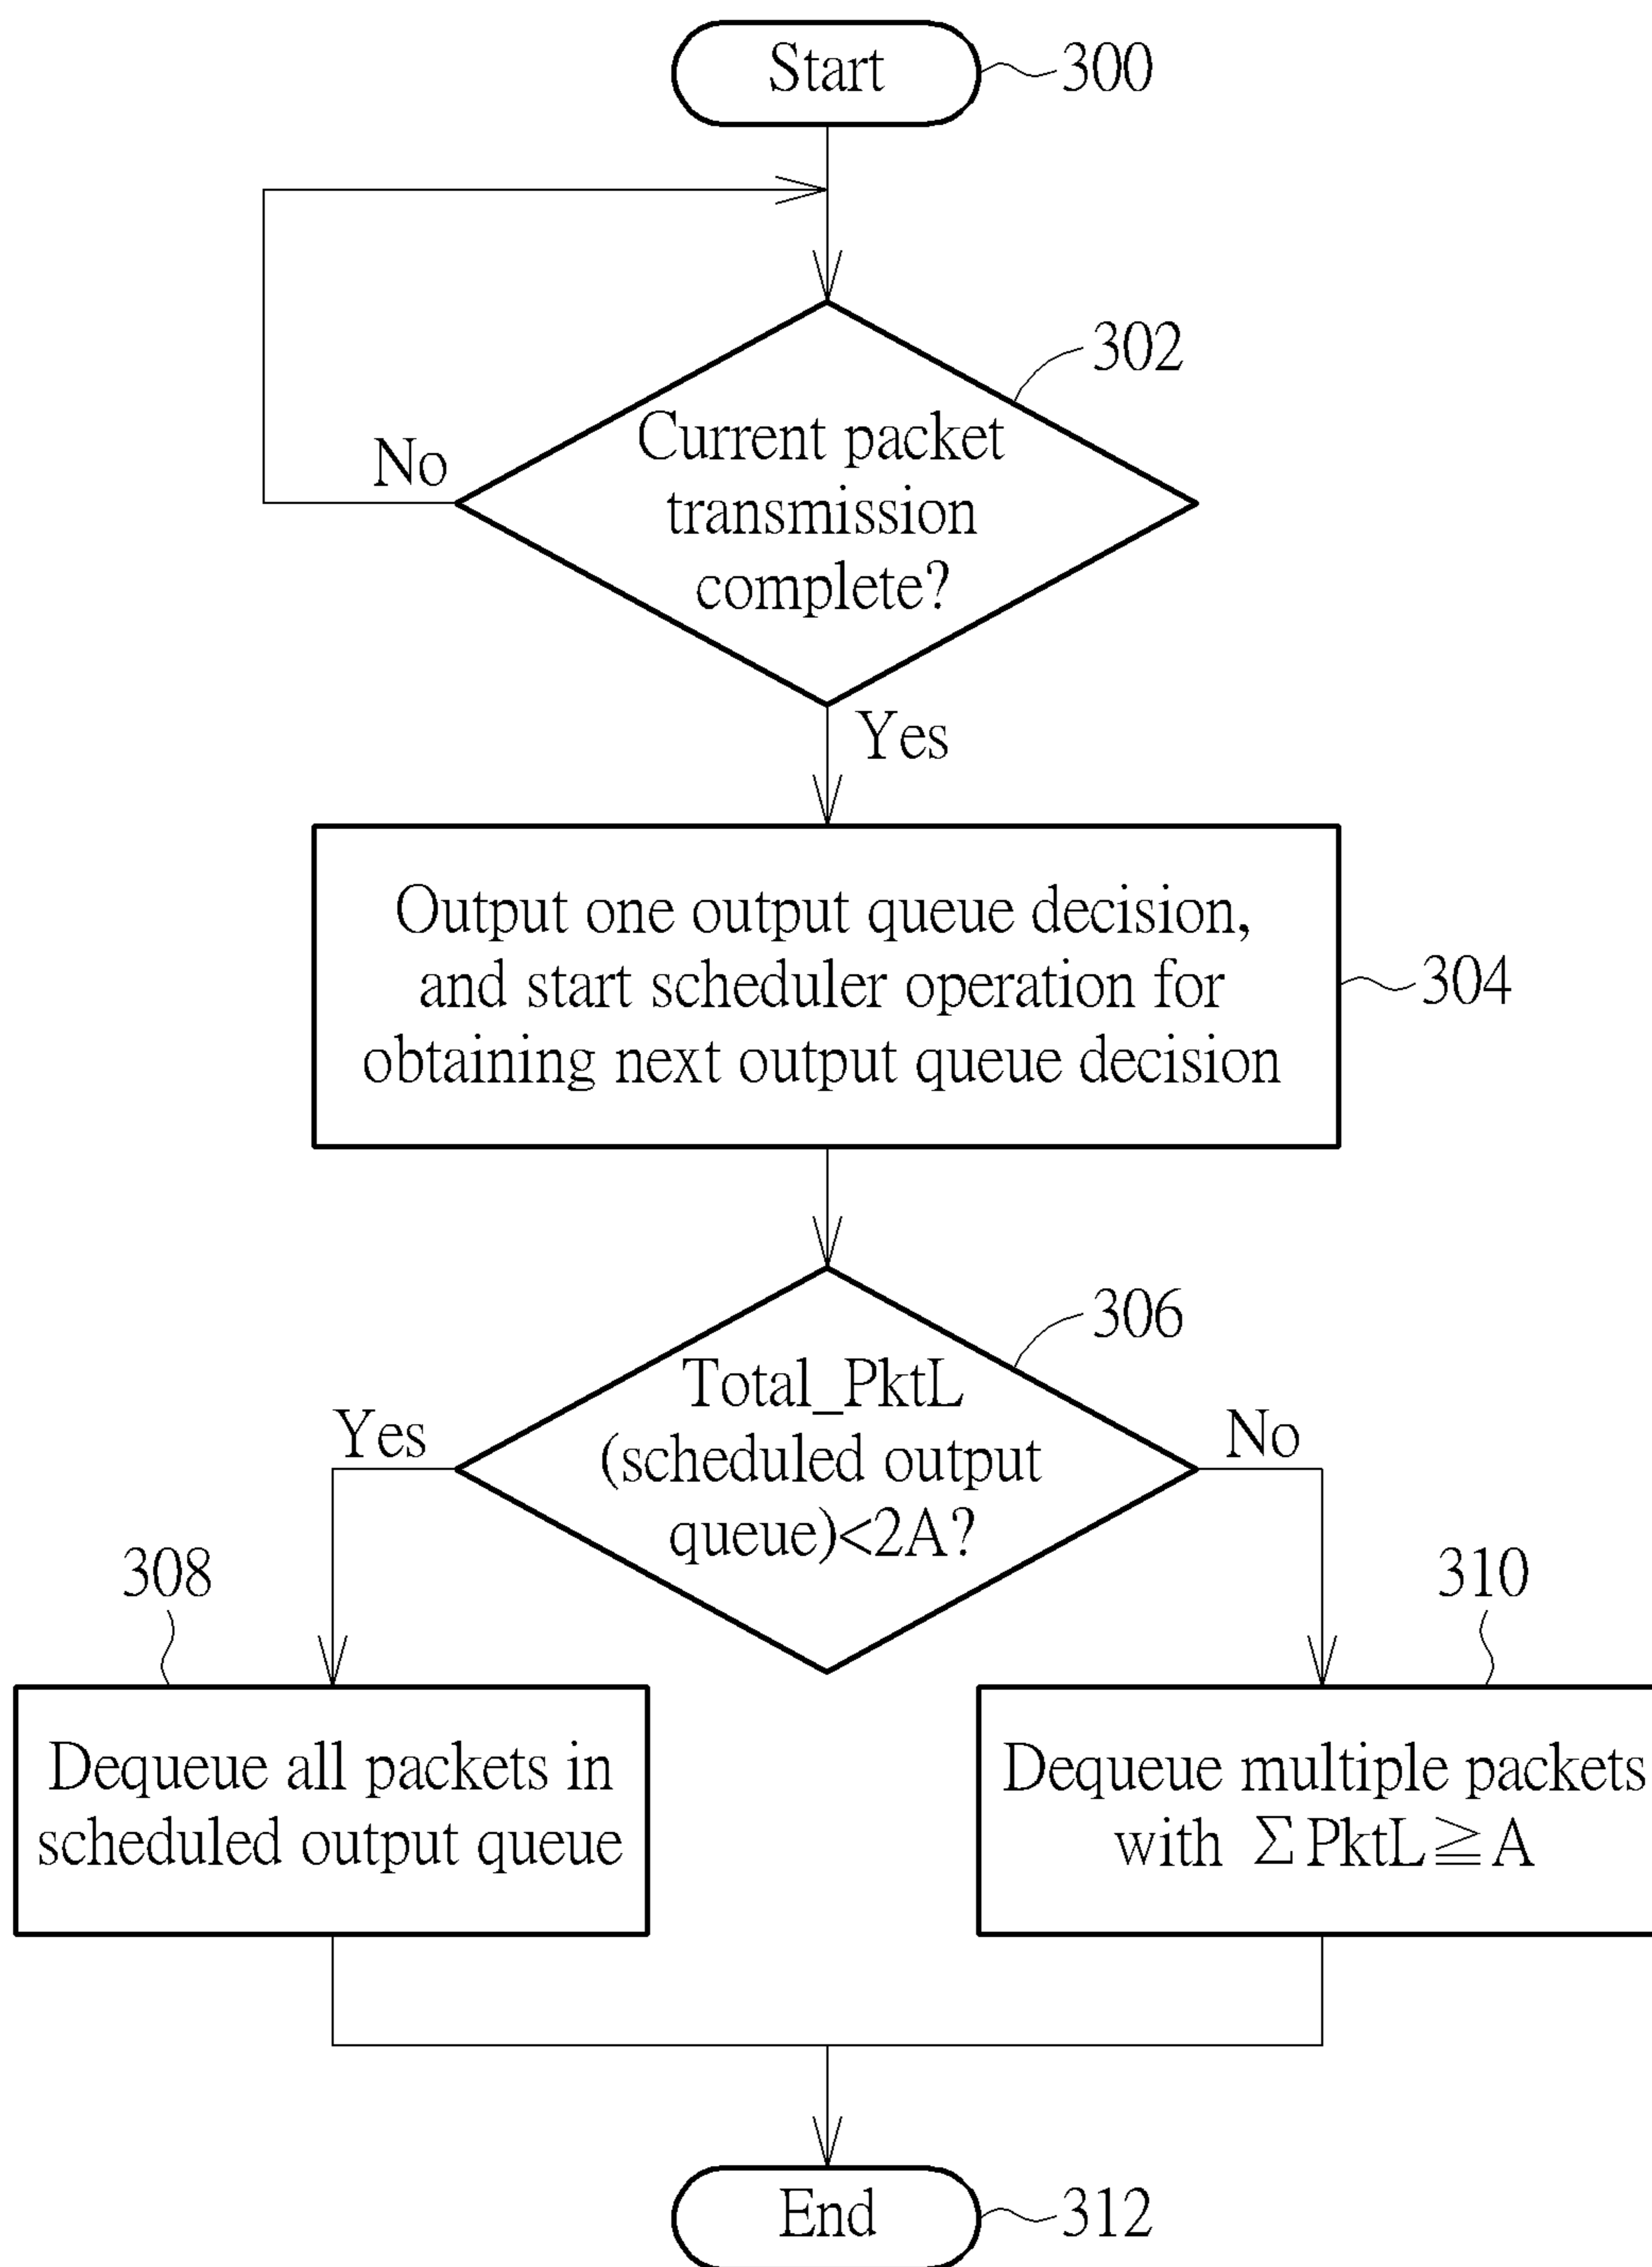 Start
300
302
No
Current packet
transmission
complete?
Yes
Output one output queue decision,
and start scheduler operation for
obtaining next output queue decision
304
306
Total_PktL
(scheduled output
queue)<2A?
Yes
No
308
310
Dequeue all packets in
scheduled output queue
Dequeue multiple packets
with ΣPktL≧A
End
312